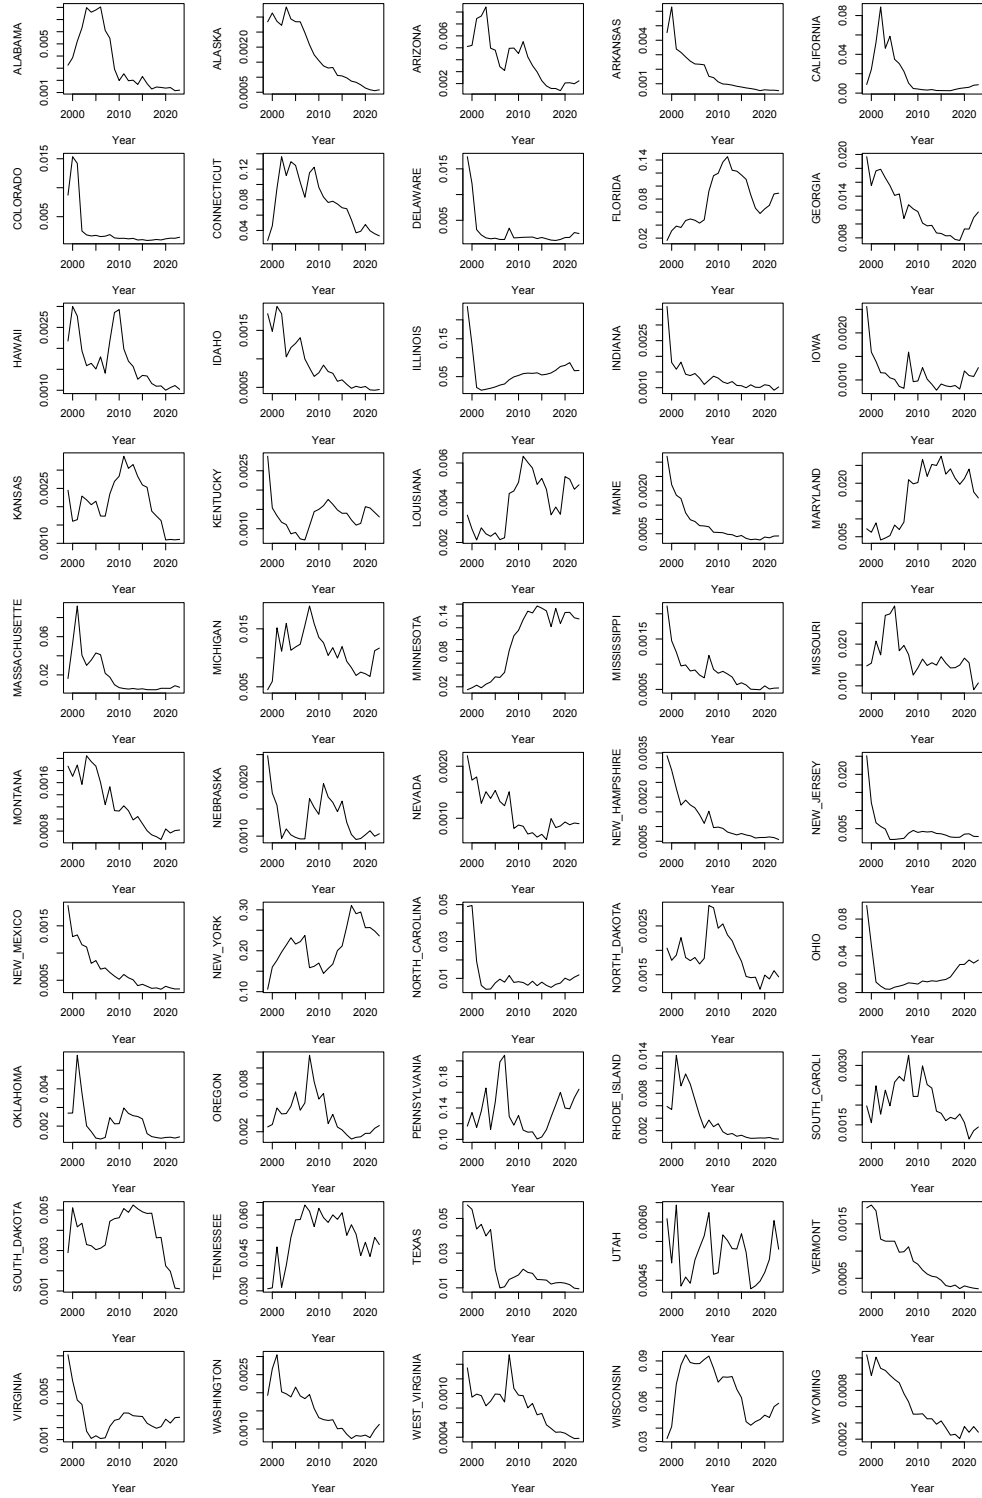 ALABAMA
0.005
0.001
2000 2010 2020
Year
ALASKA
0.0020
0.0005
2000 2010 2020
Year
ARIZONA
0.006
0.002
2000 2010 2020
Year
ARKANSAS
0.004
0.001
2000 2010 2020
Year
CALIFORNIA
0.08
0.04
0.00
2000 2010 2020
Year
COLORADO
0.015
0.005
2000 2010 2020
Year
CONNECTICUT
0.12
0.08
0.04
2000 2010 2020
Year
DELAWARE
0.015
0.005
2000 2010 2020
Year
FLORIDA
0.14
0.08
0.02
2000 2010 2020
Year
GEORGIA
0.020
0.014
0.008
2000 2010 2020
Year
HAWAII
0.0025
0.0010
2000 2010 2020
Year
IDAHO
0.0015
0.0005
2000 2010 2020
Year
ILLINOIS
0.20
0.05
2000 2010 2020
Year
INDIANA
0.0025
0.0010
2000 2010 2020
Year
IOWA
0.0020
0.0010
2000 2010 2020
Year
KANSAS
0.0025
0.0010
2000 2010 2020
Year
KENTUCKY
0.0025
0.0010
2000 2010 2020
Year
LOUISIANA
0.006
0.004
0.002
2000 2010 2020
Year
MAINE
0.0020
0.0005
2000 2010 2020
Year
MARYLAND
0.020
0.005
2000 2010 2020
Year
MASSACHUSETTE
0.06
0.02
2000 2010 2020
Year
MICHIGAN
0.015
0.005
2000 2010 2020
Year
MINNESOTA
0.14
0.08
0.02
2000 2010 2020
Year
MISSISSIPPI
0.0015
0.0005
2000 2010 2020
Year
MISSOURI
0.022
0.010
2000 2010 2020
Year
MONTANA
0.0016
0.0008
2000 2010 2020
Year
NEBRASKA
0.0020
0.0010
2000 2010 2020
Year
NEVADA
0.0020
0.0010
2000 2010 2020
Year
NEW_HAMPSHIRE
0.0035
0.0020
0.0005
2000 2010 2020
Year
NEW_JERSEY
0.020
0.005
2000 2010 2020
Year
NEW_MEXICO
0.0015
0.0005
2000 2010 2020
Year
NEW_YORK
0.30
0.20
0.10
2000 2010 2020
Year
NORTH_CAROLINA
0.05
0.03
0.01
2000 2010 2020
Year
NORTH_DAKOTA
0.0025
0.0015
2000 2010 2020
Year
OHIO
0.08
0.04
0.00
2000 2010 2020
Year
OKLAHOMA
0.004
0.002
2000 2010 2020
Year
OREGON
0.008
0.002
2000 2010 2020
Year
PENNSYLVANIA
0.18
0.14
0.10
2000 2010 2020
Year
RHODE_ISLAND
0.014
0.008
0.002
2000 2010 2020
Year
SOUTH_CAROLI
0.0030
0.0015
2000 2010 2020
Year
SOUTH_DAKOTA
0.005
0.003
0.001
2000 2010 2020
Year
TENNESSEE
0.060
0.045
0.030
2000 2010 2020
Year
TEXAS
0.05
0.03
0.01
2000 2010 2020
Year
UTAH
0.0060
0.0045
2000 2010 2020
Year
VERMONT
0.0015
0.0005
2000 2010 2020
Year
VIRGINIA
0.005
0.001
2000 2010 2020
Year
WASHINGTON
0.0025
0.0010
2000 2010 2020
Year
WEST_VIRGINIA
0.0010
0.0004
2000 2010 2020
Year
WISCONSIN
0.09
0.06
0.03
2000 2010 2020
Year
WYOMING
0.0008
0.0002
2000 2010 2020
Year